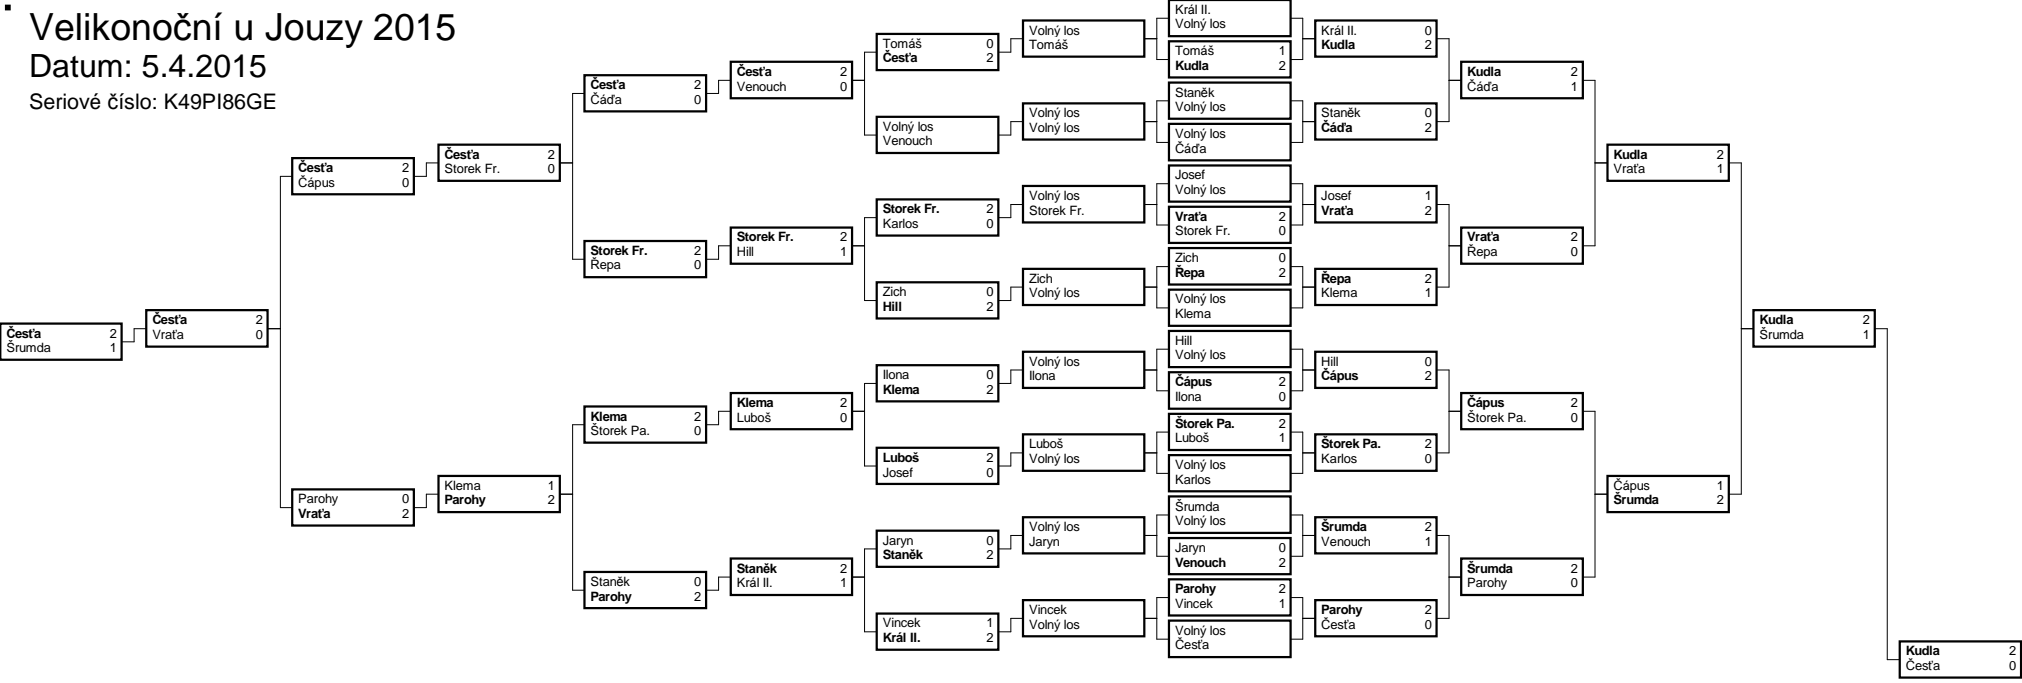 Velikonoční u Jouzy 2015
Datum: 5.4.2015
Seriové číslo: K49PI86GE
Česťa 2
Šrumda 1
Česťa 2
Vraťa 0
Česťa 2
Čápus 0
Parohy 0
Vraťa 2
Česťa 2
Storek Fr. 0
Klema 1
Parohy 2
Česťa 2
Čáďa 0
Storek Fr. 2
Řepa 0
Klema 2
Štorek Pa. 0
Staněk 0
Parohy 2
Česťa 2
Venouch 0
Storek Fr. 2
Hill 1
Klema 2
Luboš 0
Staněk 2
Král II. 1
Tomáš 0
Česťa 2
Volný los
Venouch
Storek Fr. 2
Karlos 0
Zich 0
Hill 2
Ilona 0
Klema 2
Luboš 2
Josef 0
Jaryn 0
Staněk 2
Vincek 1
Král II. 2
Volný los
Tomáš
Volný los
Volný los
Volný los
Storek Fr.
Zich
Volný los
Volný los
Ilona
Luboš
Volný los
Volný los
Jaryn
Vincek
Volný los
Král II.
Volný los
Tomáš 1
Kudla 2
Staněk
Volný los
Volný los
Čáďa
Josef
Volný los
Vraťa 2
Storek Fr. 0
Zich 0
Řepa 2
Volný los
Klema
Hill
Volný los
Čápus 2
Ilona 0
Štorek Pa. 2
Luboš 1
Volný los
Karlos
Šrumda
Volný los
Jaryn 0
Venouch 2
Parohy 2
Vincek 1
Volný los
Česťa
Král II. 0
Kudla 2
Staněk 0
Čáďa 2
Josef 1
Vraťa 2
Řepa 2
Klema 1
Hill 0
Čápus 2
Štorek Pa. 2
Karlos 0
Šrumda 2
Venouch 1
Parohy 2
Česťa 0
Kudla 2
Čáďa 1
Vraťa 2
Řepa 0
Čápus 2
Štorek Pa. 0
Šrumda 2
Parohy 0
Kudla 2
Vraťa 1
Čápus 1
Šrumda 2
Kudla 2
Šrumda 1
Kudla 2
Česťa 0